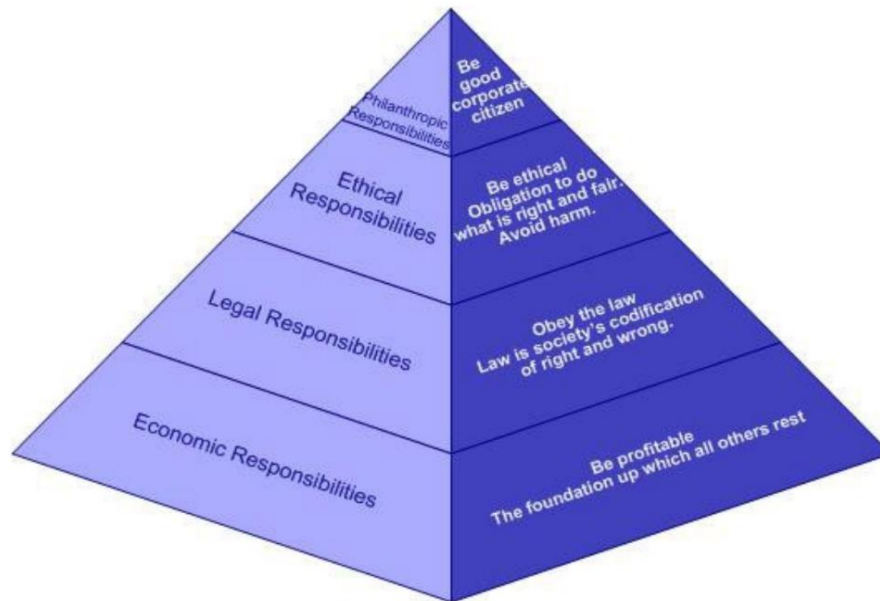 Philanthropic
Responsibilities
Be
good
corporate
citizen
Ethical
Responsibilities
Be ethical
Obligation to do
what is right and fair.
Avoid harm.
Legal Responsibilities
Obey the law
Law is society's codification
of right and wrong.
Economic Responsibilities
Be profitable
The foundation up which all others rest